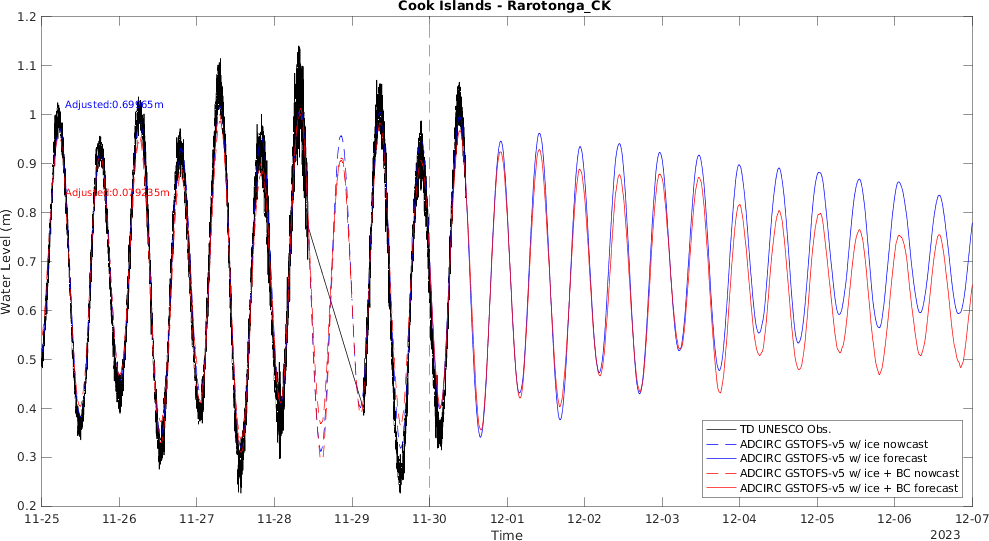 Cook Islands - Rarotonga_CK
1.2
1.1
1
0.9
0.8
0.7
0.6
0.5
0.4
0.3
0.2
Water Level (m)
Adjusted:0.69565m
Adjusted:0.079235m
TD UNESCO Obs.
ADCIRC GSTOFS-v5 w/ ice nowcast
ADCIRC GSTOFS-v5 w/ ice forecast
ADCIRC GSTOFS-v5 w/ ice + BC nowcast
ADCIRC GSTOFS-v5 w/ ice + BC forecast
11-25 11-26 11-27 11-28 11-29 11-30 12-01 12-02 12-03 12-04 12-05 12-06 12-07
Time
2023